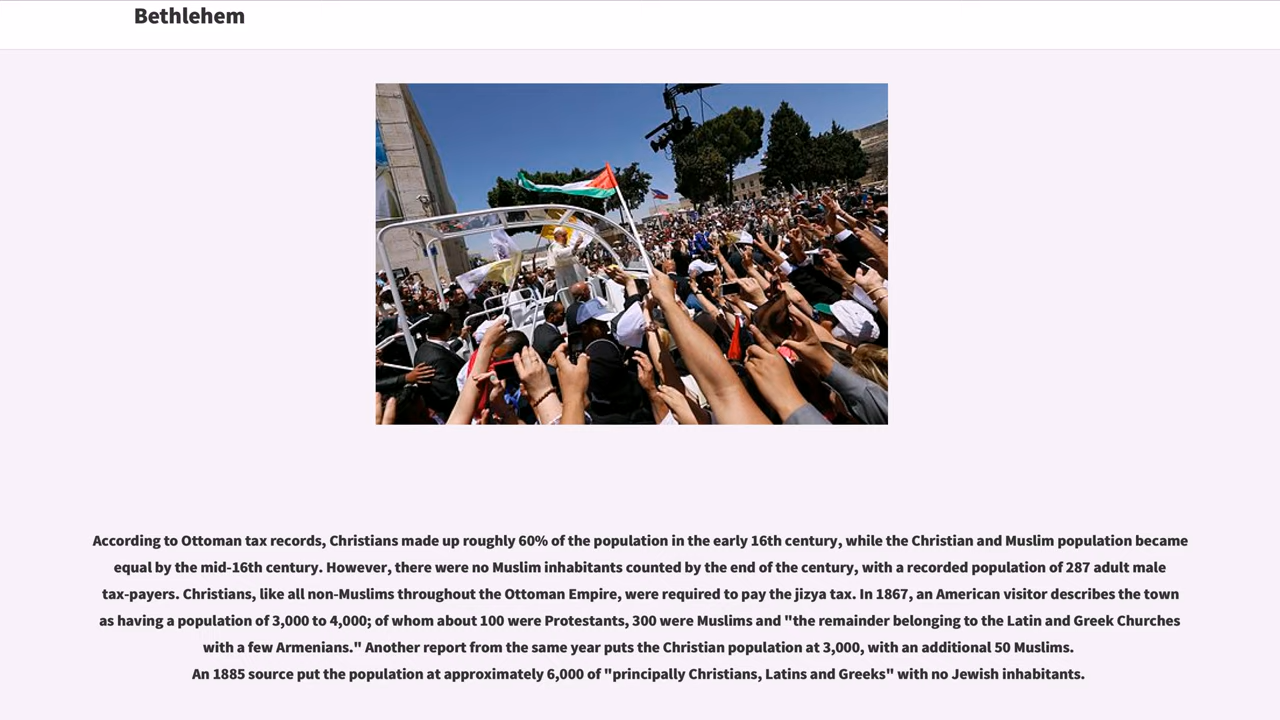 Bethlehem
According to Ottoman tax records, Christians made up roughly 60% of the population in the early 16th century, while the Christian and Muslim population became
equal by the mid-16th century. However, there were no Muslim inhabitants counted by the end of the century, with a recorded population of 287 adult male
tax-payers. Christians, like all non-Muslims throughout the Ottoman Empire, were required to pay the jizya tax. In 1867, an American visitor describes the town
as having a population of 3,000 to 4,000; of whom about 100 were Protestants, 300 were Muslims and "the remainder belonging to the Latin and Greek Churches
with a few Armenians." Another report from the same year puts the Christian population at 3,000, with an additional 50 Muslims.
An 1885 source put the population at approximately 6,000 of "principally Christians, Latins and Greeks" with no Jewish inhabitants.